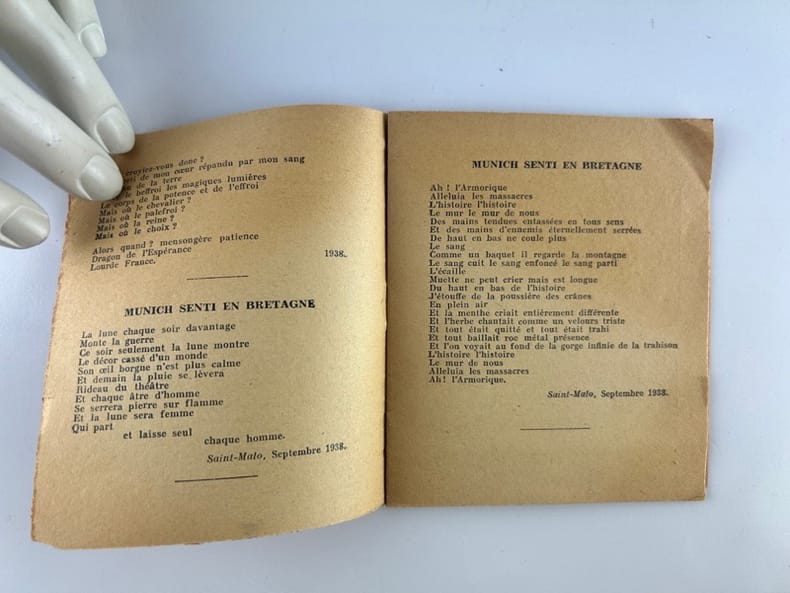 croyiez-vous donc ?
de mon cœur répandu par mon sang
de la terre
le beffroi les magiques lumières
Le corps de la potence et de l'effroi
Mais où le chevalier ?
Mais où le palefroi ?
Mais où la reine ?
Mais où le choix ?
Alors quand ? mensongère patience
Dragon de l'Espérance
Lourde France.
1938.
MUNICH SENTI EN BRETAGNE
La lune chaque soir davantage
Monte la guerre
Ce soir seulement la lune montre
Le décor cassé d'un monde
Son œil borgne n'est plus calme
Et demain la pluie se lèvera
Rideau du théâtre
Et chaque âtre d'homme
Se serrera pierre sur flamme
Et la lune sera femme
Qui part
et laisse seul
chaque homme.
Saint-Malo, Septembre 1938.
MUNICH SENTI EN BRETAGNE
Ah ! l'Armorique
Alleluia les massacres
L'histoire l'histoire
Le mur le mur de nous
Des mains tendues entassées en tous sens
Et des mains d'ennemis éternellement serrées
De haut en bas ne coule plus
Le sang
Comme un baquet il regarde la montagne
Le sang cuit le sang enfoncé le sang parti
L'écaille
Muette ne peut crier mais est longue
Du haut en bas de l'histoire
J'étouffe de la poussière des crânes
En plein air
Et la menthe criait entièrement différente
Et l'herbe chantait comme un velours triste
Et tout était quitté et tout était trahi
Et tout baillait roc métal présence
Et l'on voyait au fond de la gorge infinie de la trahison
L'histoire l'histoire
Le mur de nous
Alleluia les massacres
Ah ! l'Armorique.
Saint-Malo, Septembre 1938.